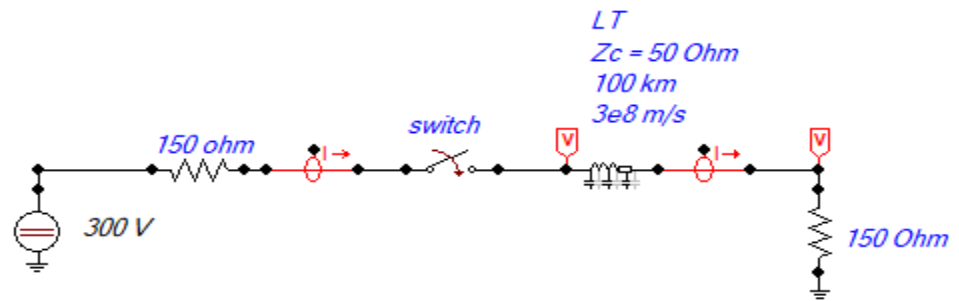 LT
Zc = 50 Ohm
100 km
3e8 m/s
150 ohm
switch
I
V
I
V
300 V
150 Ohm